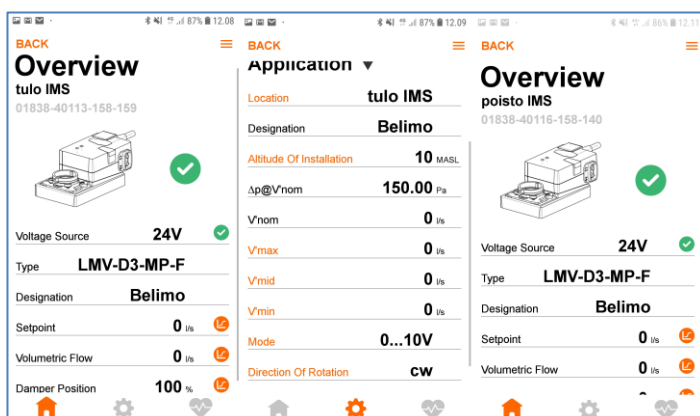 87% 12.08
BACK
Overview
tulo IMS
01838-40113-158-159
Voltage Source 24V
Type LMV-D3-MP-F
Designation Belimo
Setpoint 0 l/s
Volumetric Flow 0 l/s
Damper Position 100 %
87% 12.09
BACK
Application ▼
Location tulo IMS
Designation Belimo
Altitude Of Installation 10 MASL
Δp@V'nom 150.00 Pa
V'nom 0 l/s
V'max 0 l/s
V'mid 0 l/s
V'min 0 l/s
Mode 0...10V
Direction Of Rotation cw
86% 12.11
BACK
Overview
poisto IMS
01838-40116-158-140
Voltage Source 24V
Type LMV-D3-MP-F
Designation Belimo
Setpoint 0 l/s
Volumetric Flow 0 l/s